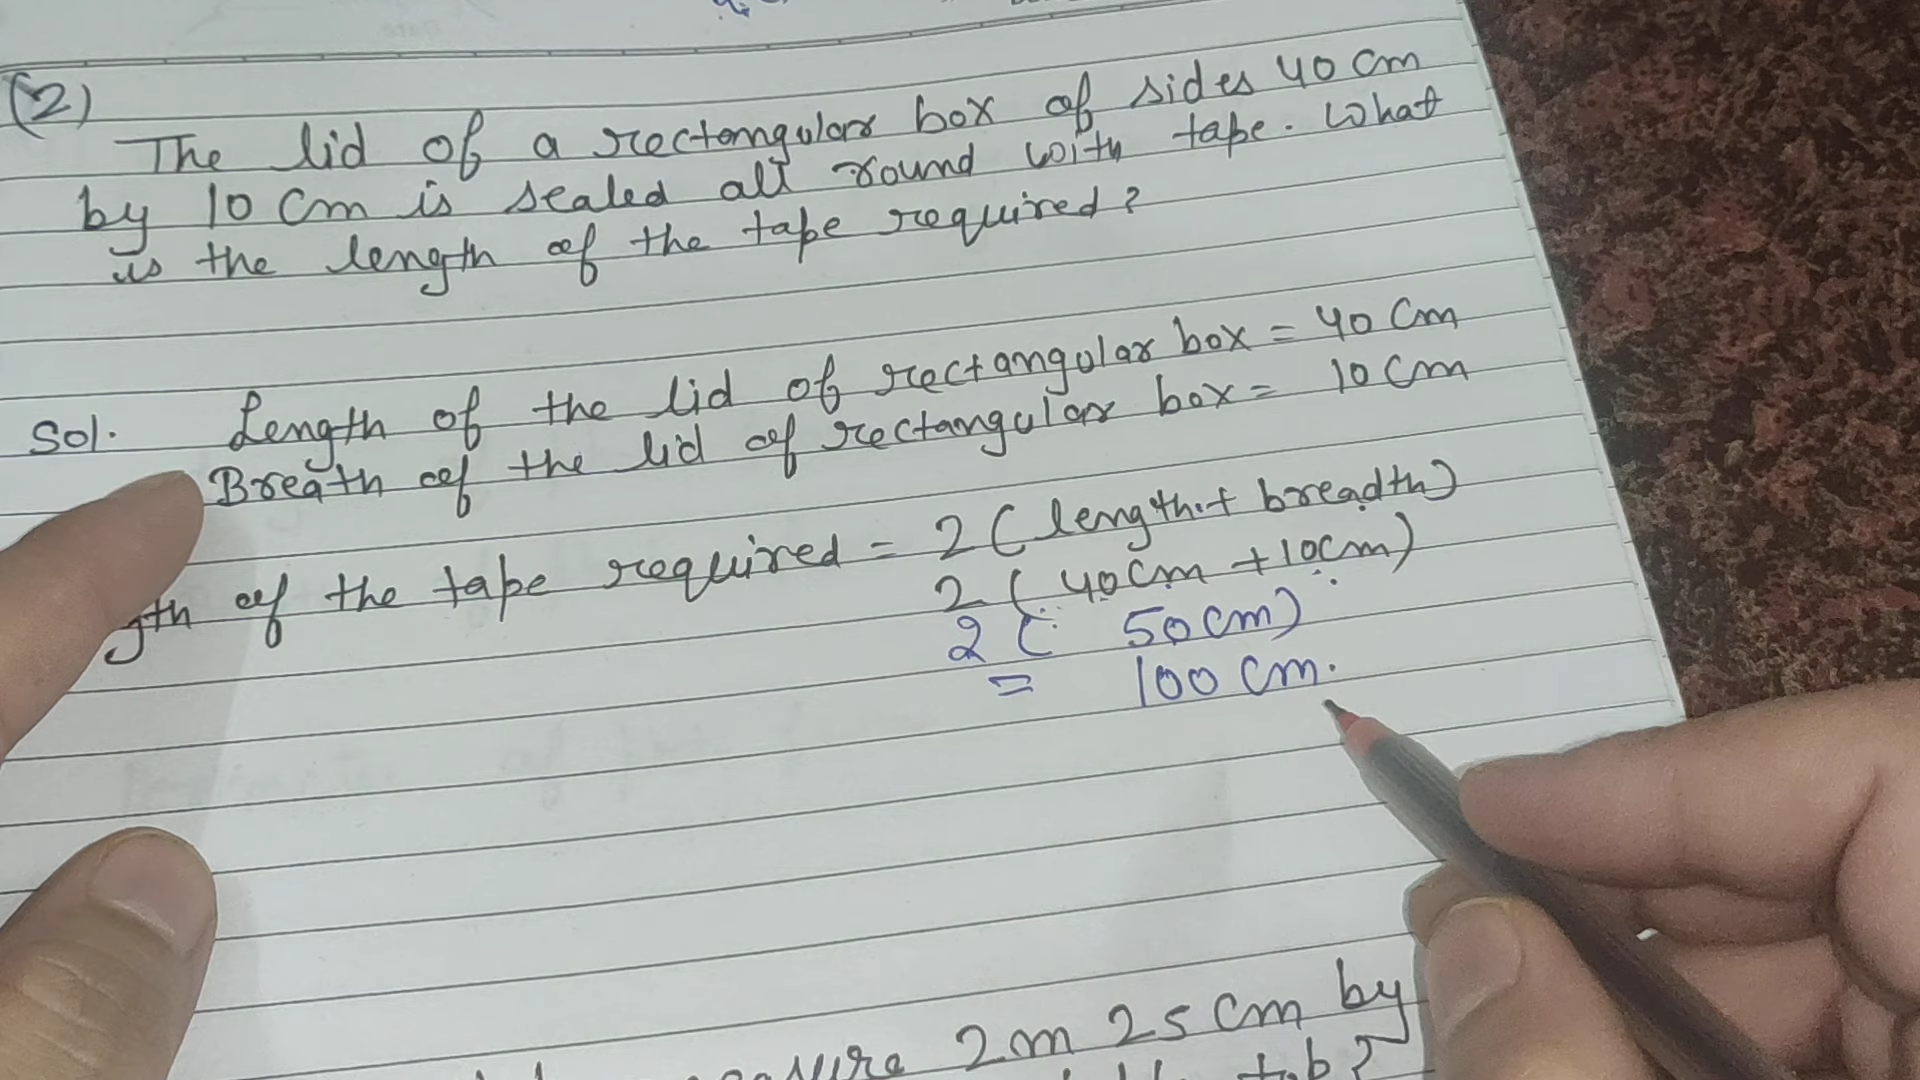 (2)
The lid of a rectangular box of sides 40 cm
by 10 cm is sealed all round with tape. What
is the length of the tape required?
Sol. Length of the lid of rectangular box = 40 cm
Breath of the lid of rectangular box = 10 cm
gth of the tape required = 2 (length + breadth)
2 (40 cm + 10 cm)
2 ( 50 cm)
= 100 cm.
2m 25 cm by